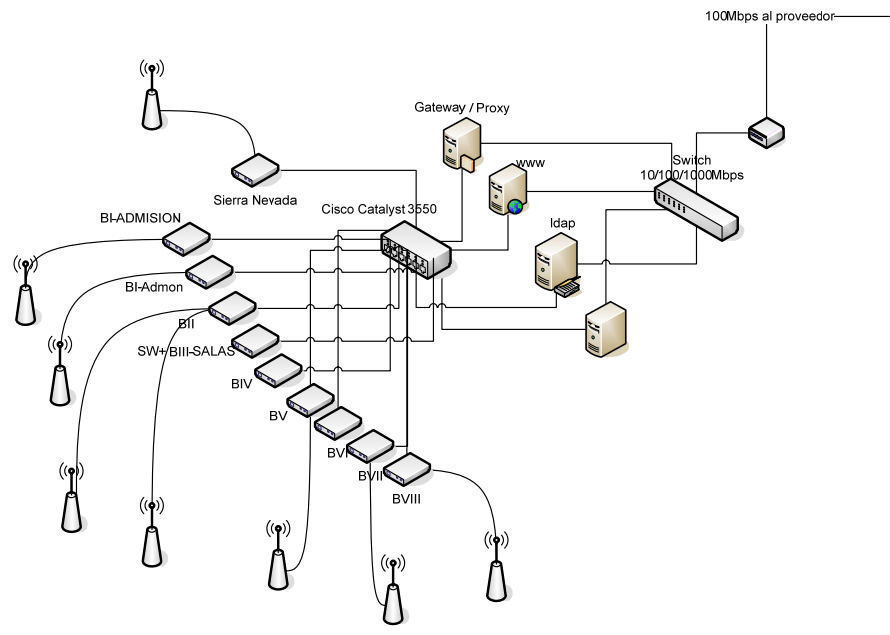 100Mbps al proveedor
Gateway / Proxy
www
Switch
10/100/1000Mbps
Sierra Nevada
Cisco Catalyst 3550
BI-ADMISION
ldap
BI-Admon
BII
SW+BIII-SALAS
BIV
BV
BVI
BVII
BVIII